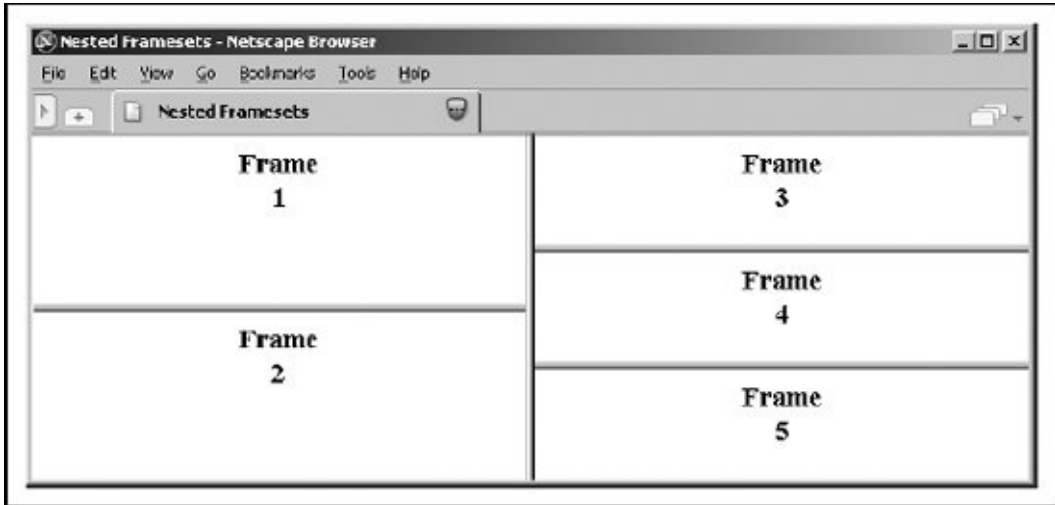 Nested Framesets - Netscape Browser
File Edit View Go Bookmarks Tools Help
Nested Framesets
Frame
1
Frame
2
Frame
3
Frame
4
Frame
5